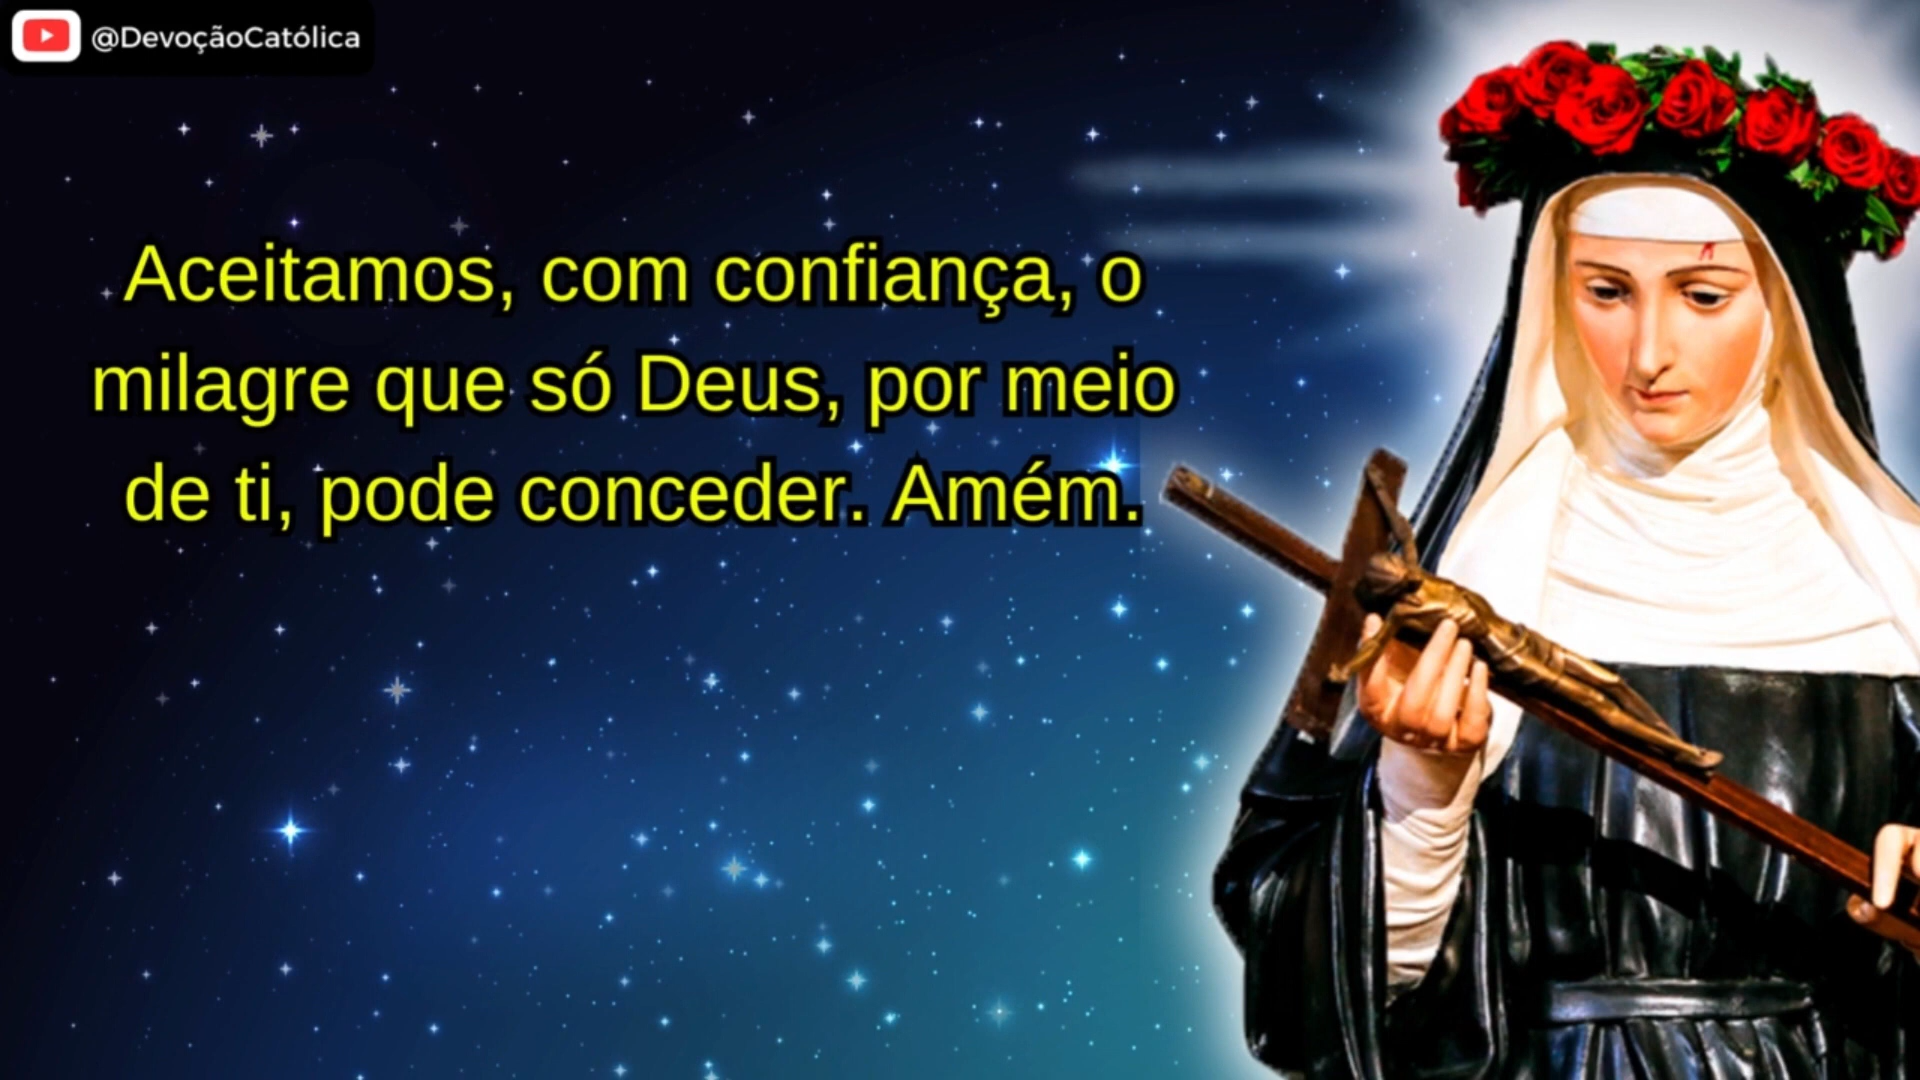 @DevoçãoCatólica
Aceitamos, com confiança, o
milagre que só Deus, por meio
de ti, pode conceder. Amém.